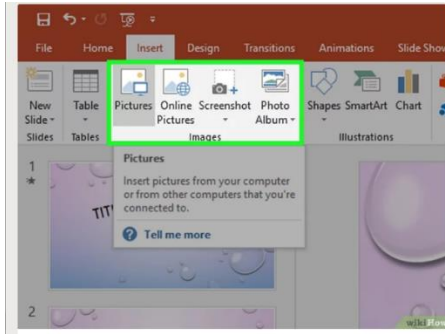 File Home Insert Design Transitions Animations Slide Show
New Slide Table Pictures Online Pictures Screenshot Photo Album Shapes SmartArt Chart
Slides Tables Images Illustrations
1
Pictures
Insert pictures from your computer
or from other computers that you're
connected to.
? Tell me more
2
wikiHow